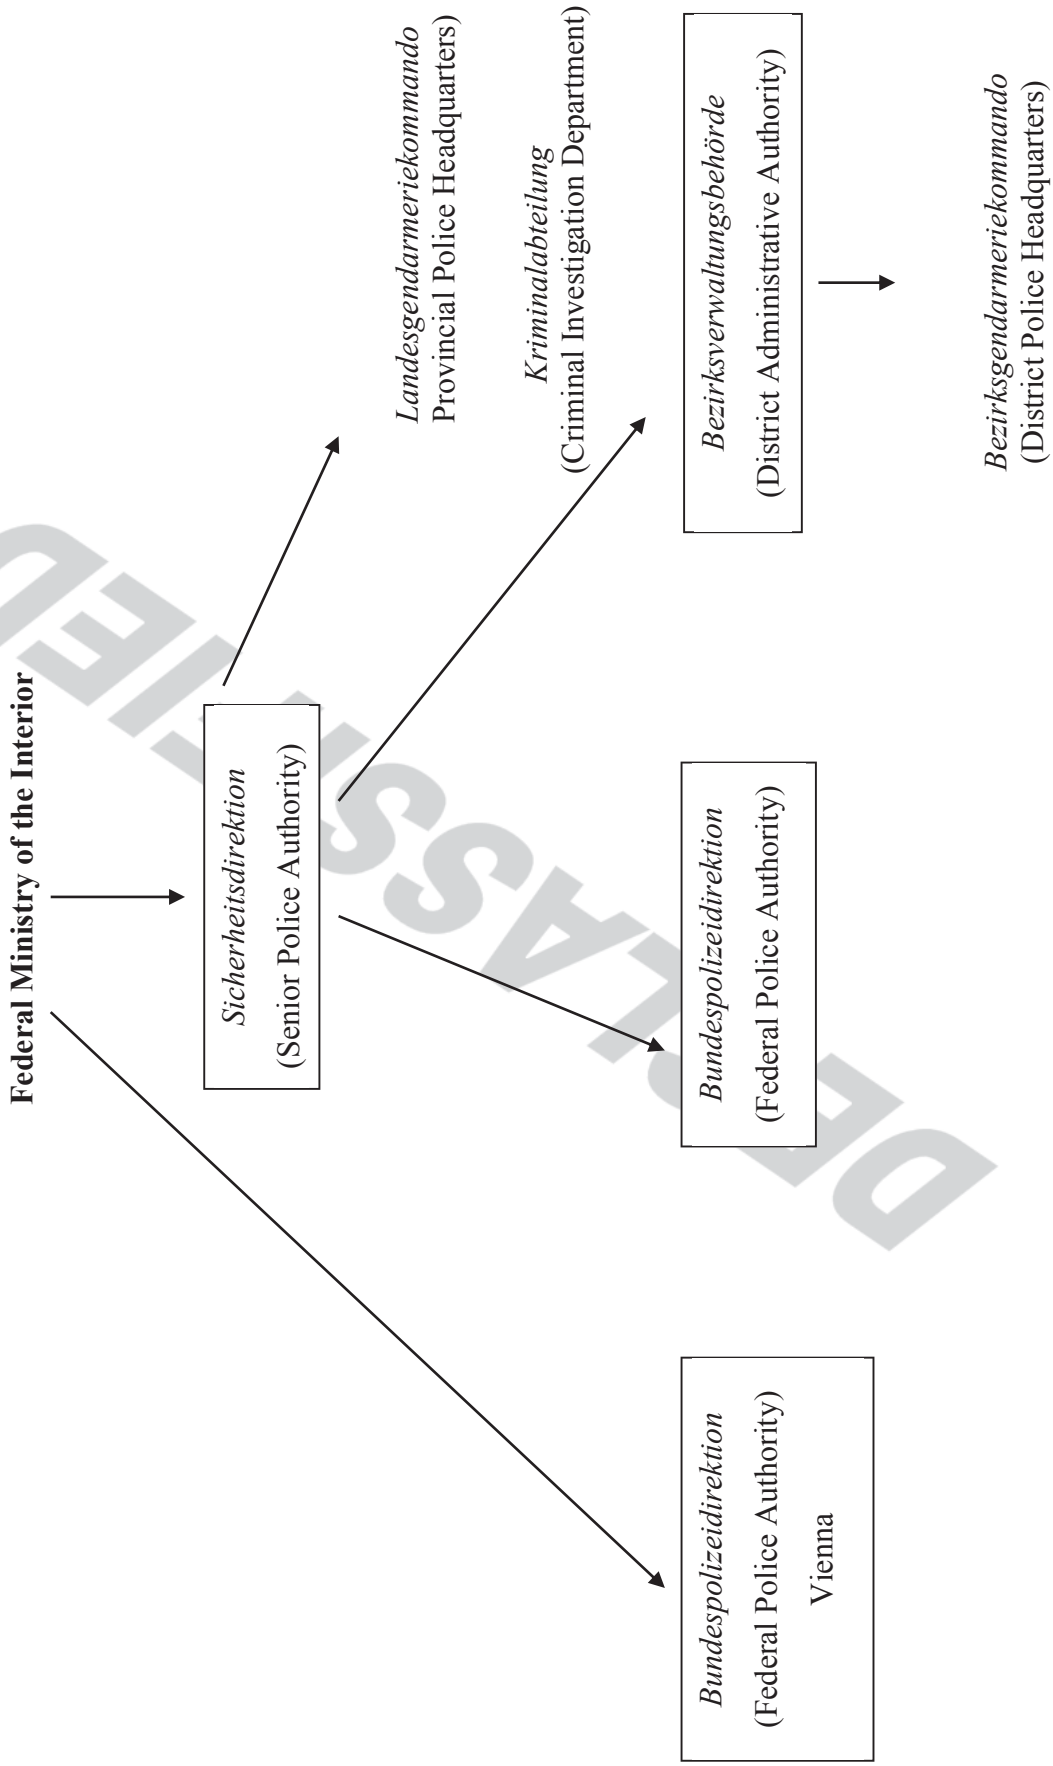 Federal Ministry of the Interior
Sicherheitsdirektion
(Senior Police Authority)
Landesgendarmeriekommando
Provincial Police Headquarters)
Kriminalabteilung
(Criminal Investigation Department)
Bundespolizeidirektion
(Federal Police Authority)
Vienna
Bundespolizeidirektion
(Federal Police Authority)
Bezirksverwaltungsbehörde
(District Administrative Authority)
Bezirksgendarmeriekommando
(District Police Headquarters)
DECLASSIFIED